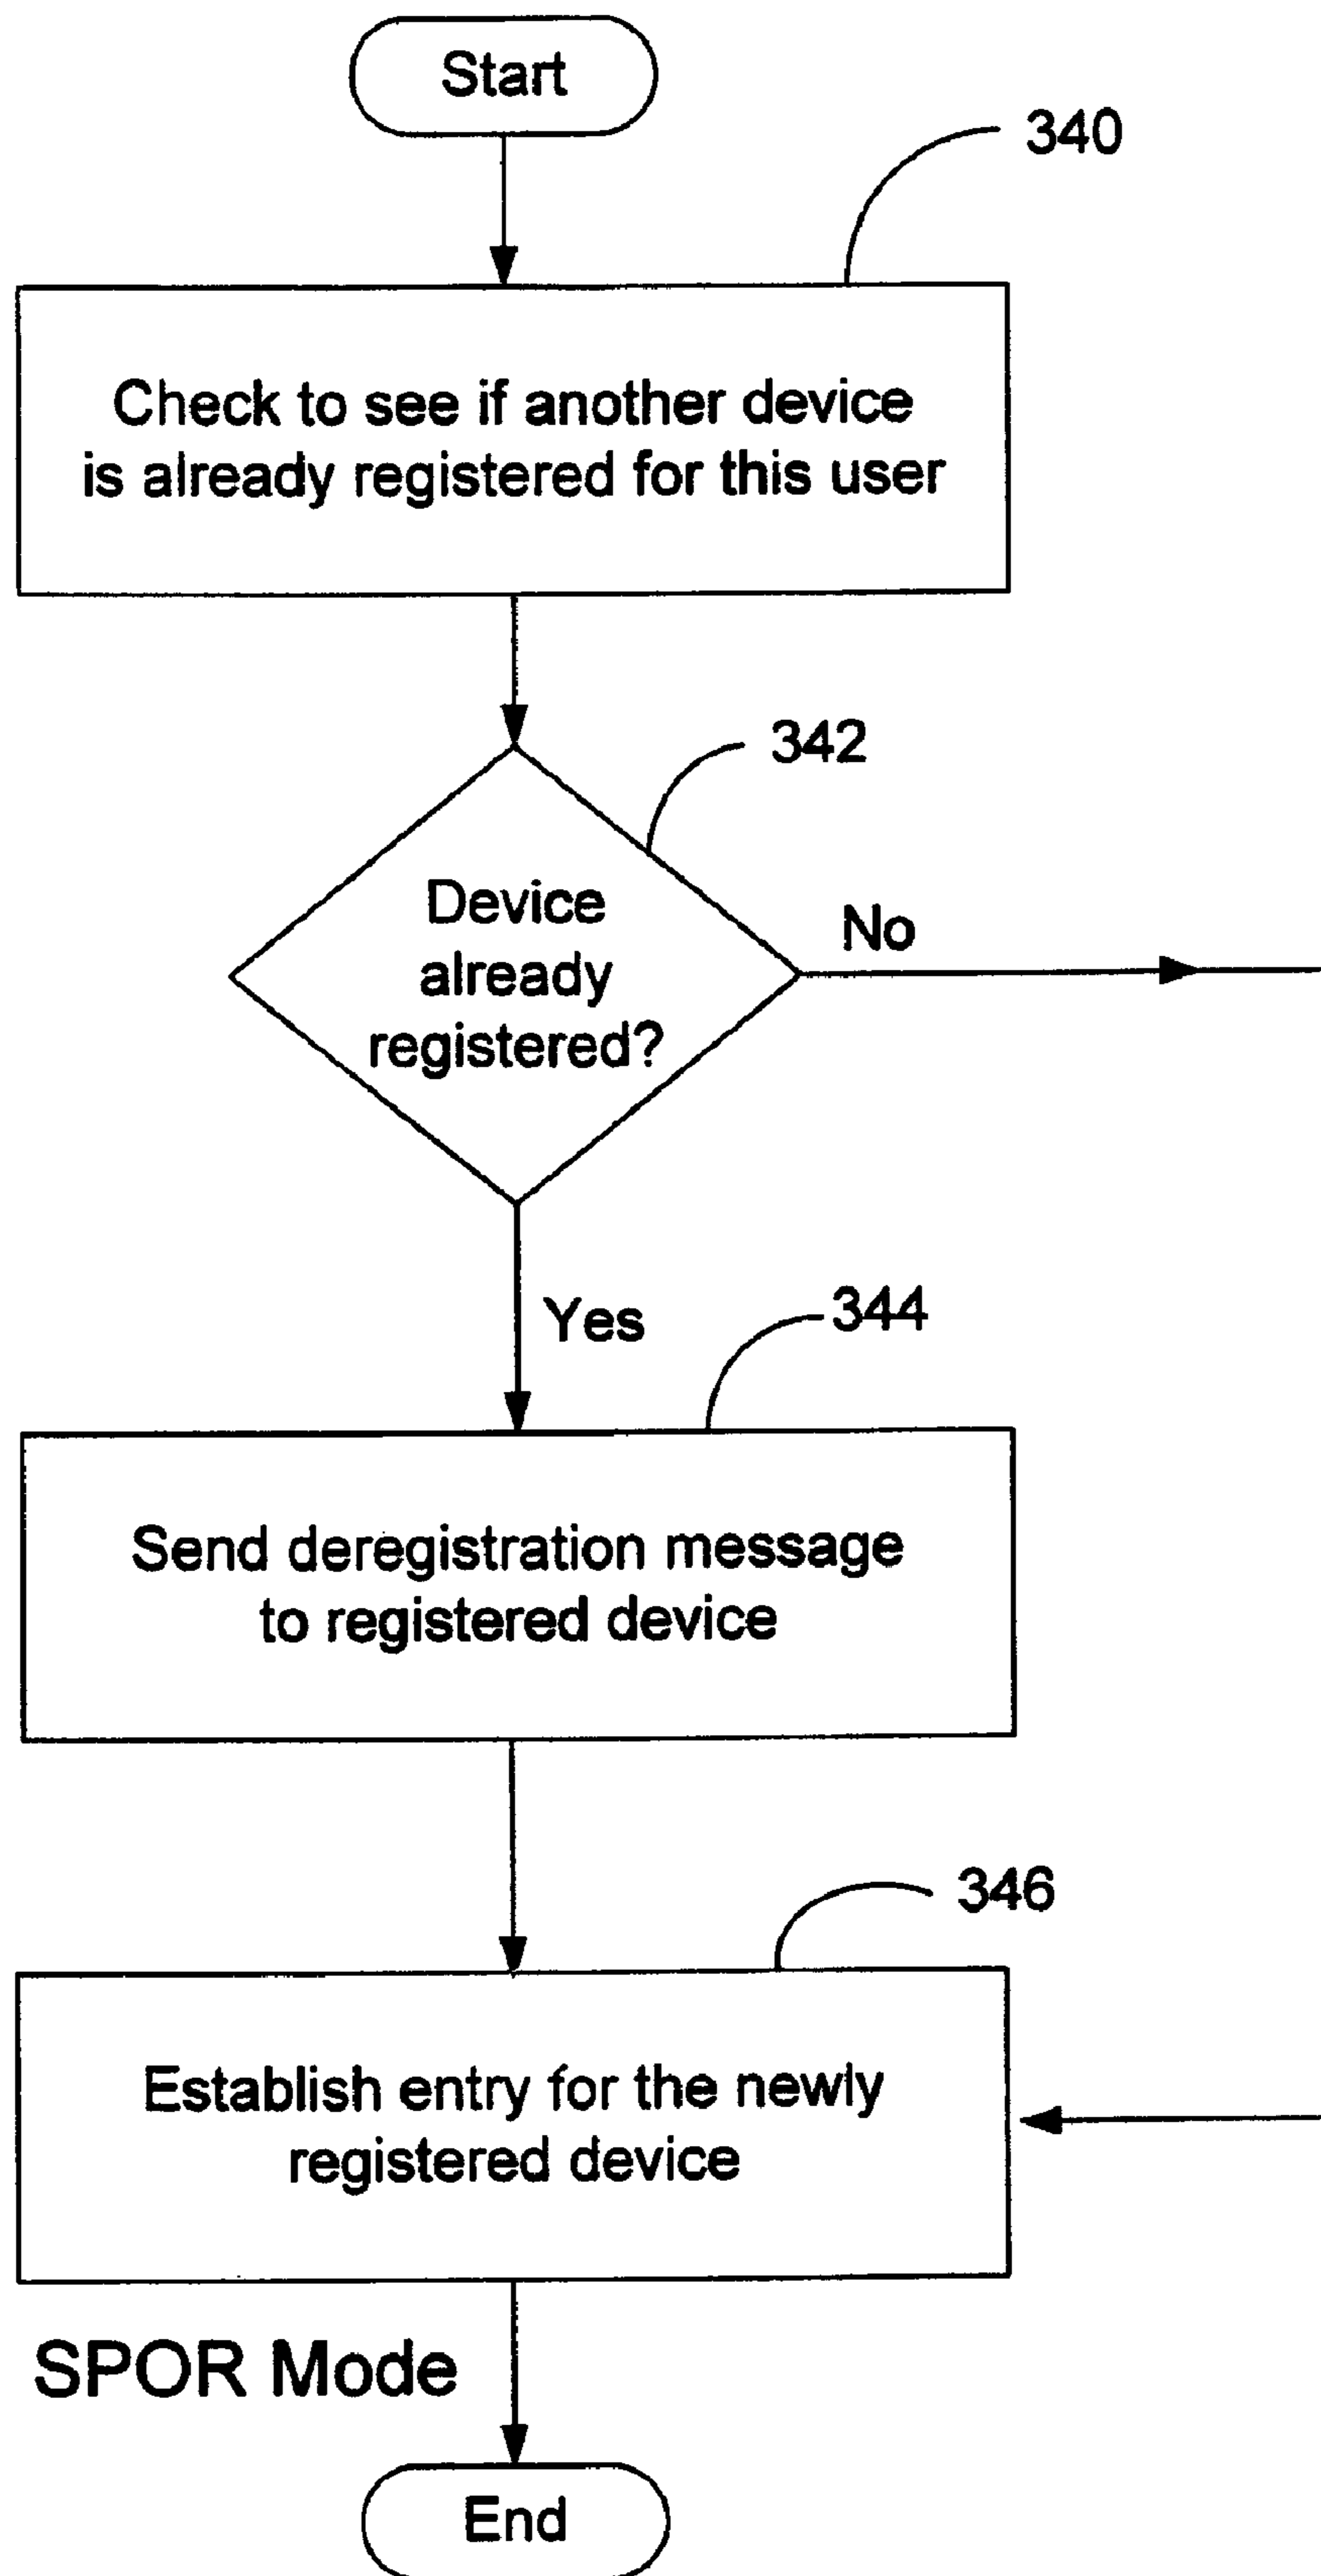 Start
340
Check to see if another device
is already registered for this user
342
Device
already
registered?
No
Yes
344
Send deregistration message
to registered device
346
Establish entry for the newly
registered device
SPOR Mode
End